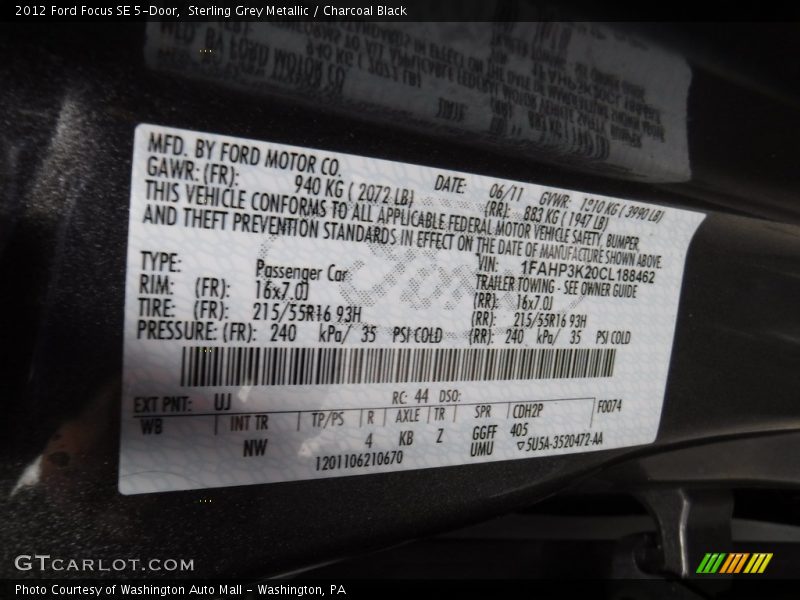 2012 Ford Focus SE 5-Door, Sterling Grey Metallic / Charcoal Black
MFD. BY FORD MOTOR CO.
DATE: 06/11 GVWR: 1810 KG ( 3990 LB)
GAWR: (FR): 940 KG ( 2072 LB) (RR): 883 KG ( 1947 LB)
THIS VEHICLE CONFORMS TO ALL APPLICABLE FEDERAL MOTOR VEHICLE SAFETY, BUMPER
AND THEFT PREVENTION STANDARDS IN EFFECT ON THE DATE OF MANUFACTURE SHOWN ABOVE.
VIN: 1FAHP3K20CL188462
TYPE: Passenger Car TRAILER TOWING - SEE OWNER GUIDE
RIM: (FR): 16x7.0J (RR): 16x7.0J
TIRE: (FR): 215/55R16 93H (RR): 215/55R16 93H
PRESSURE: (FR): 240 kPa/ 35 PSI COLD (RR): 240 kPa/ 35 PSI COLD
EXT PNT: UJ RC: 44 DSO:
WB INT TR TP/PS R AXLE TR SPR CDH2P F0074
NW 4 KB Z GGFF 405
UMU ▽5U5A-3520472-AA
1201106210670
GTCARLOT.COM
Photo Courtesy of Washington Auto Mall - Washington, PA